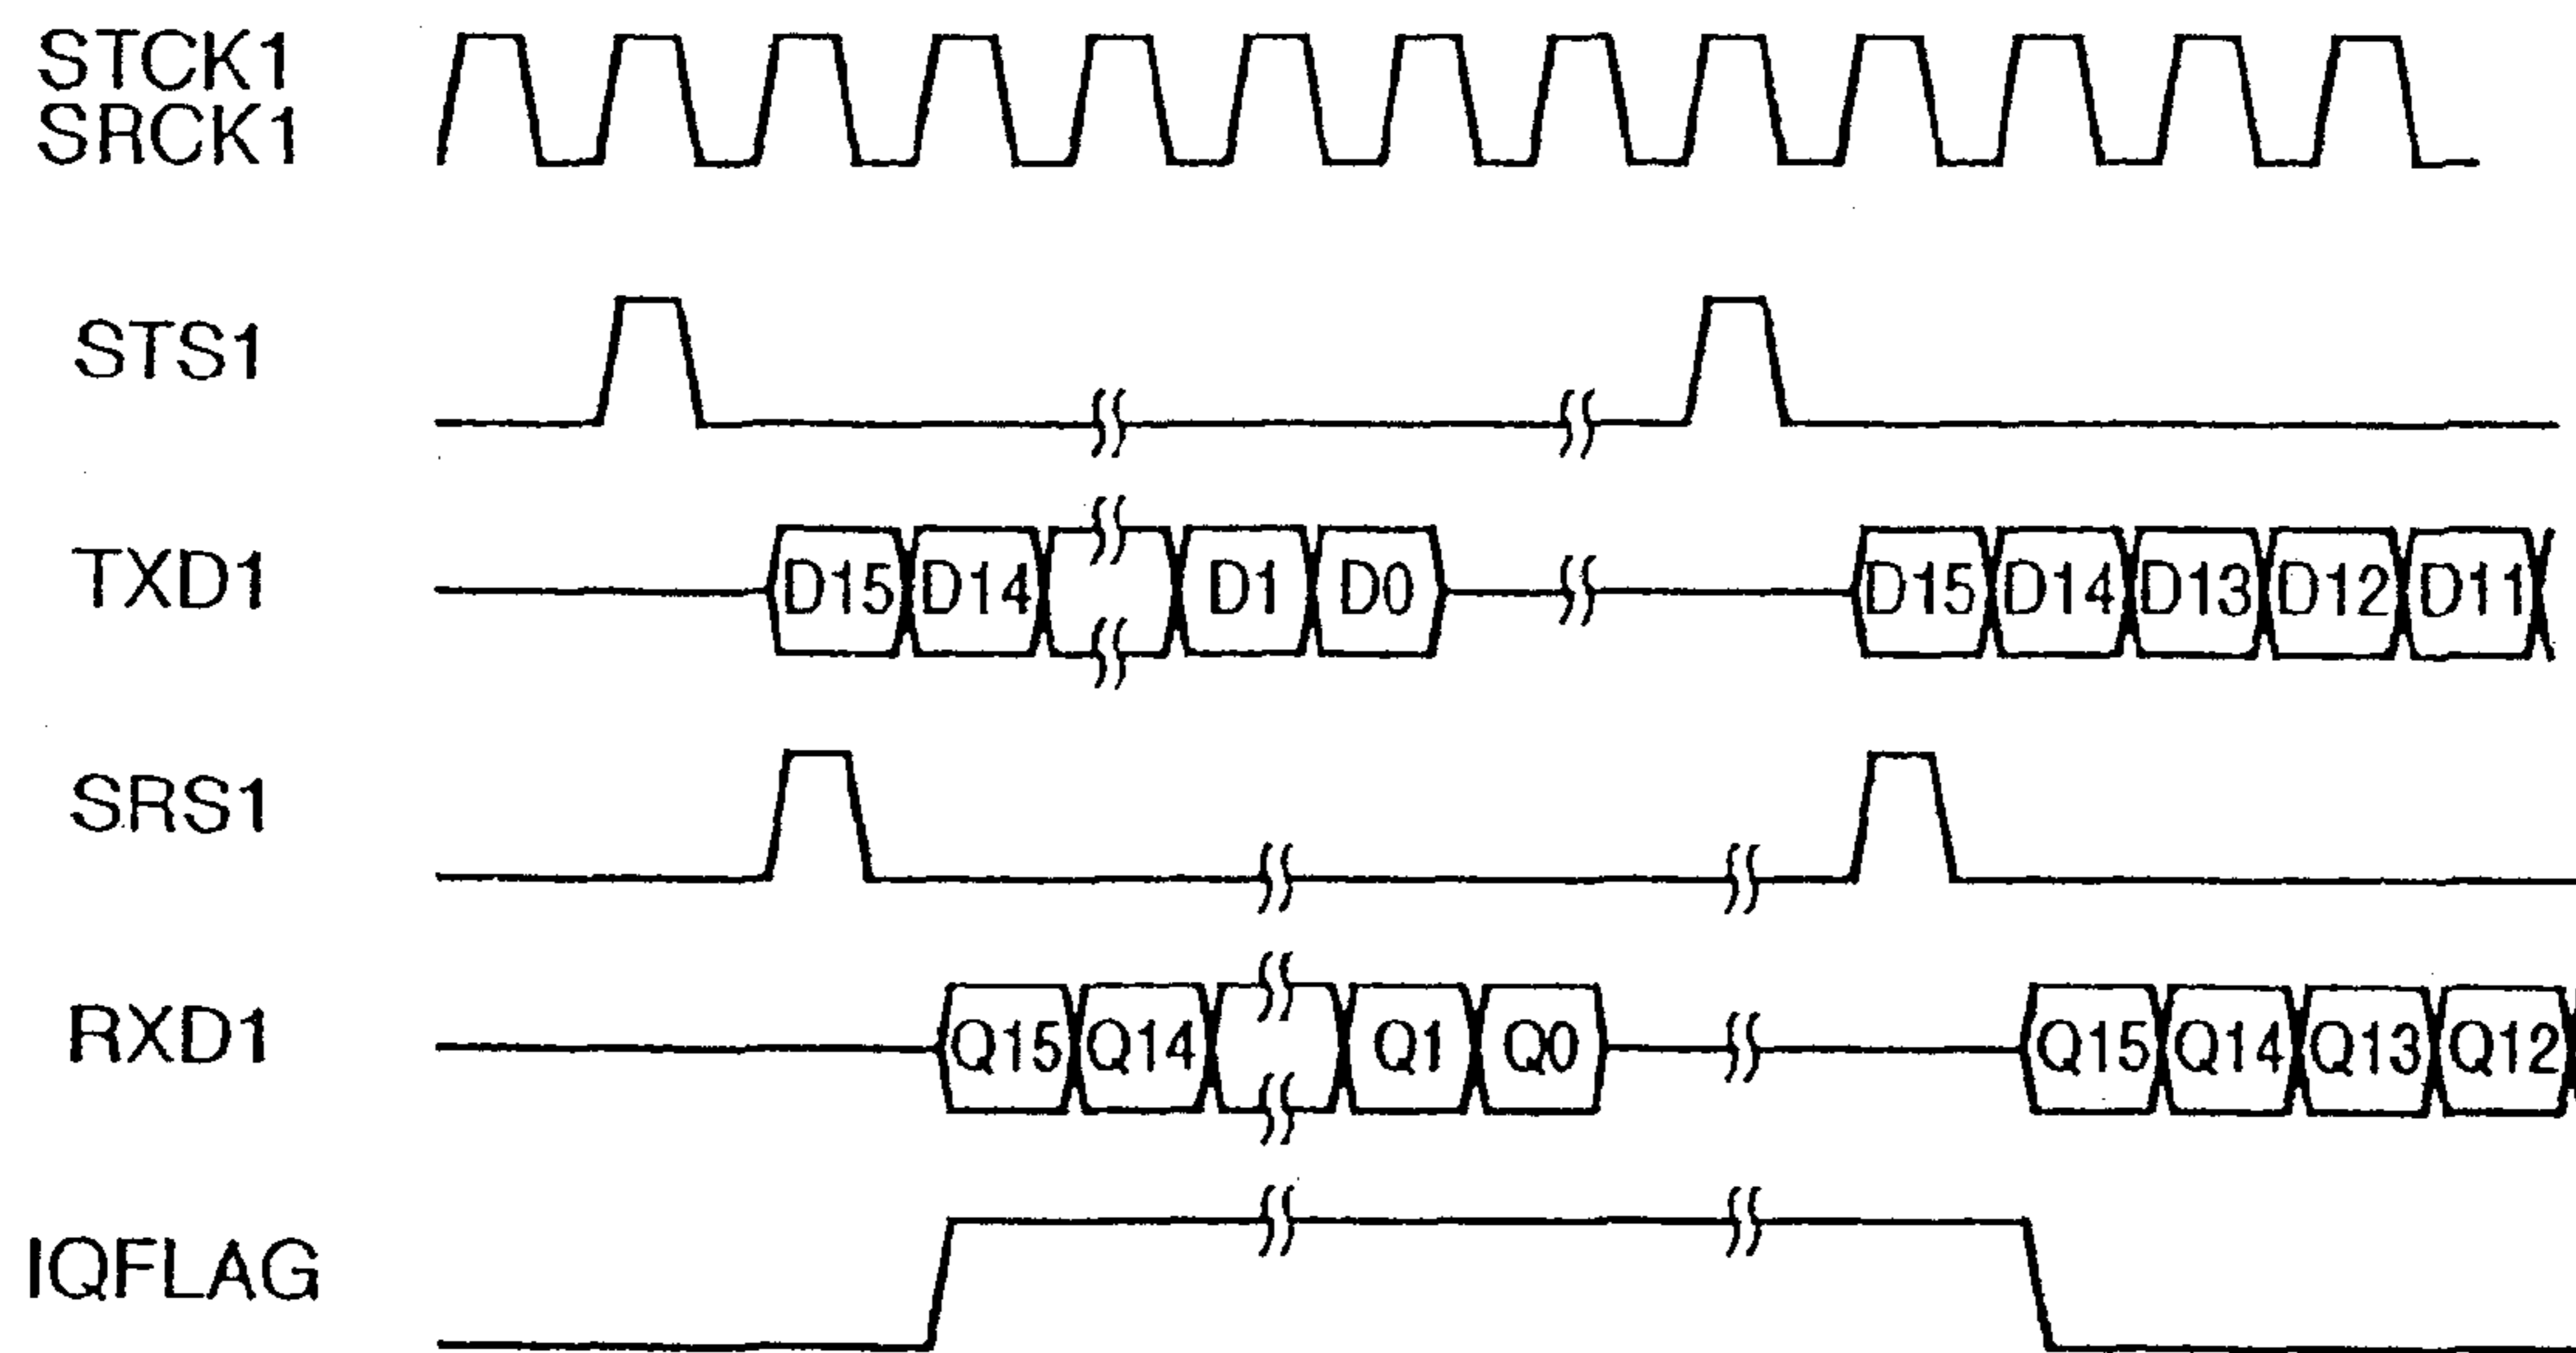 STCK1
SRCK1
STS1
TXD1 D15 D14 D1 D0 D15 D14 D13 D12 D11
SRS1
RXD1 Q15 Q14 Q1 Q0 Q15 Q14 Q13 Q12
IQFLAG